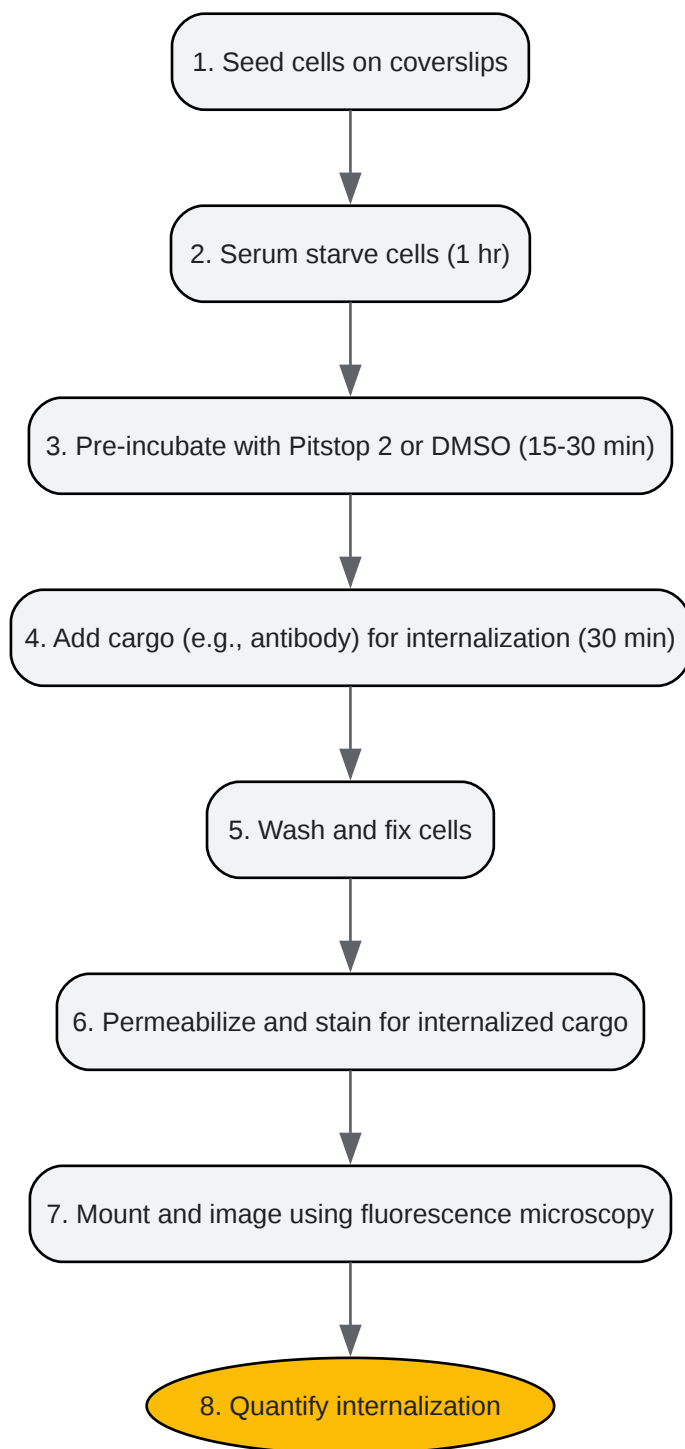 1. Seed cells on coverslips
2. Serum starve cells (1 hr)
3. Pre-incubate with Pitstop 2 or DMSO (15-30 min)
4. Add cargo (e.g., antibody) for internalization (30 min)
5. Wash and fix cells
6. Permeabilize and stain for internalized cargo
7. Mount and image using fluorescence microscopy
8. Quantify internalization